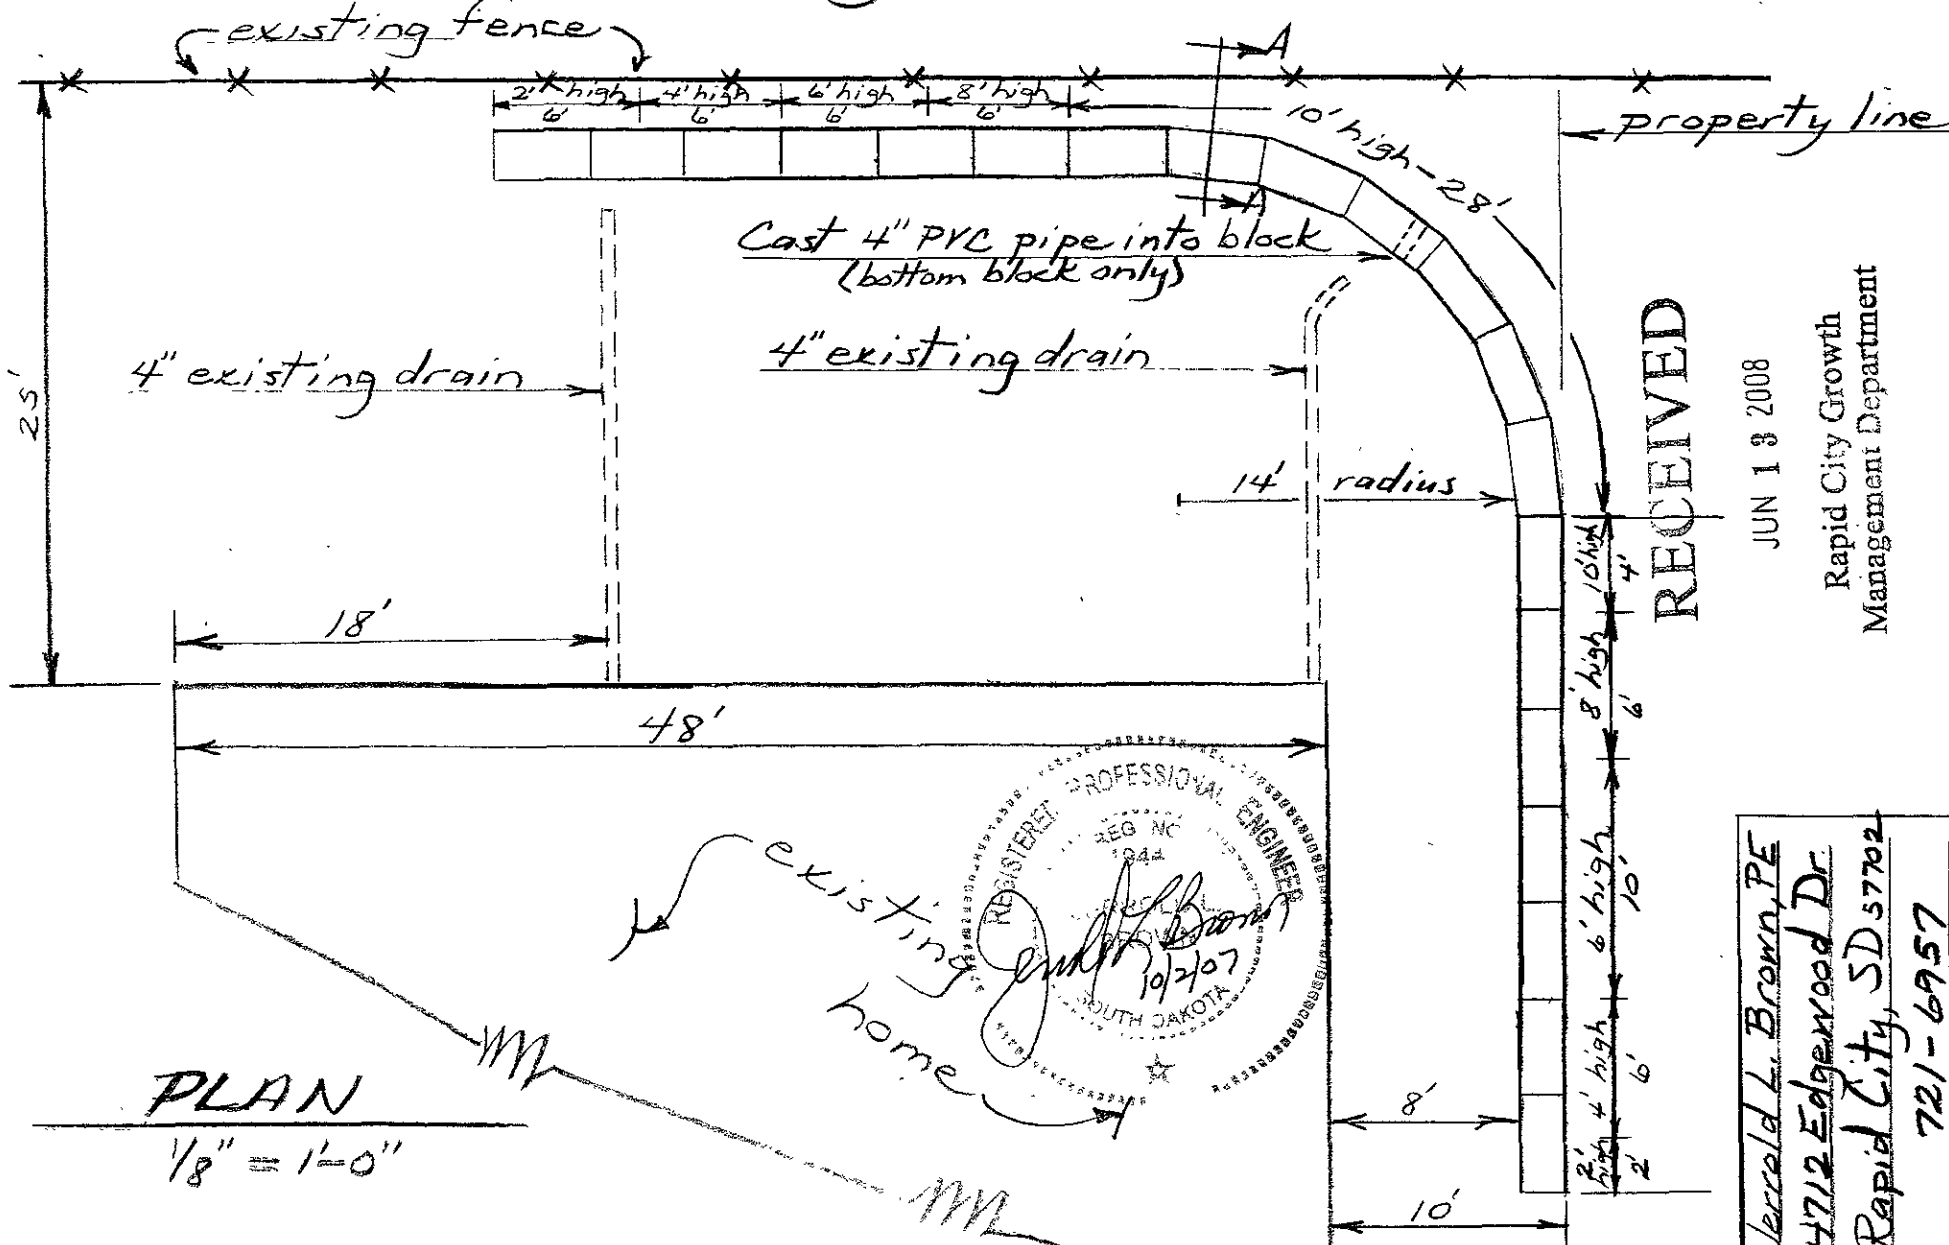 existing fence
A
2' high
4' high
6' high
8' high
6'
6'
6'
6'
10' high - 28'
property line
A
Cast 4" PVC pipe into block
(bottom block only)
4" existing drain
4" existing drain
25'
14' radius
18'
48'
10' high
4'
8' high
6'
6' high
10'
4' high
6'
2' high
2'
8'
10'
existing
home
REGISTERED PROFESSIONAL ENGINEER
REG NO
1944
BROWN
10/2/07
SOUTH DAKOTA
PLAN
1/8" = 1'-0"
RECEIVED
JUN 13 2008
Rapid City Growth
Management Department
Jerrold L. Brown, PE
4712 Edgewood Dr.
Rapid City, SD 57702
721-6957